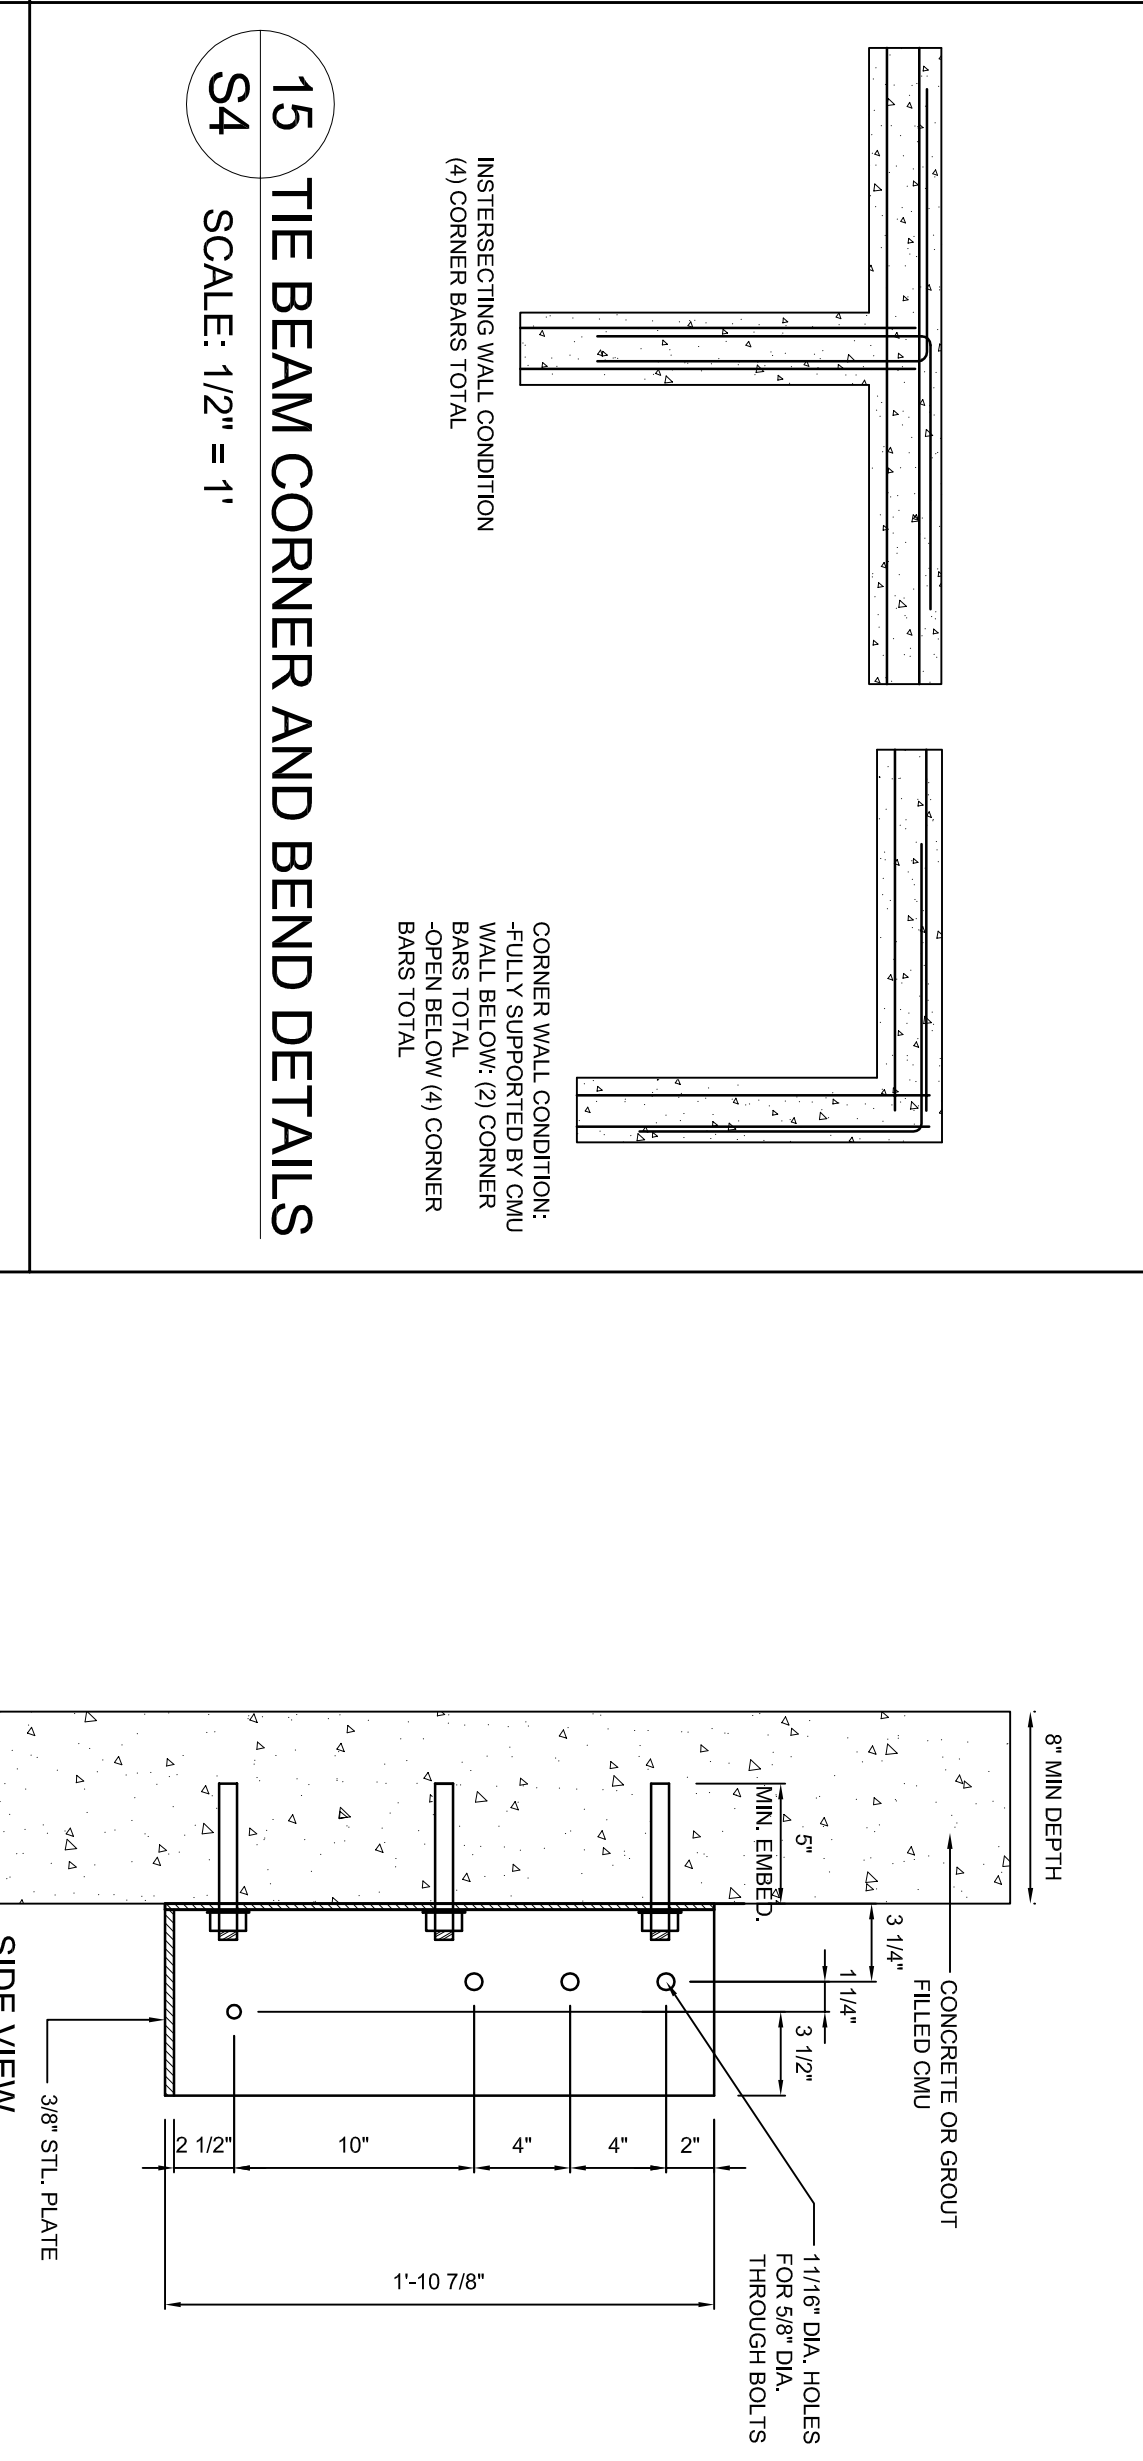 INSTERSECTING WALL CONDITION
(4) CORNER BARS TOTAL
CORNER WALL CONDITION:
-FULLY SUPPORTED BY CMU
WALL BELOW: (2) CORNER
BARS TOTAL
-OPEN BELOW (4) CORNER
BARS TOTAL
15
S4
TIE BEAM CORNER AND BEND DETAILS
SCALE: 1/2" = 1'
8" MIN DEPTH
CONCRETE OR GROUT
FILLED CMU
5"
MIN. EMBED.
3 1/4"
1 1/4"
3 1/2"
11/16" DIA. HOLES
FOR 5/8" DIA.
THROUGH BOLTS
2 1/2"
10"
4"
4"
2"
1'-10 7/8"
3/8" STL. PLATE
SIDE VIEW